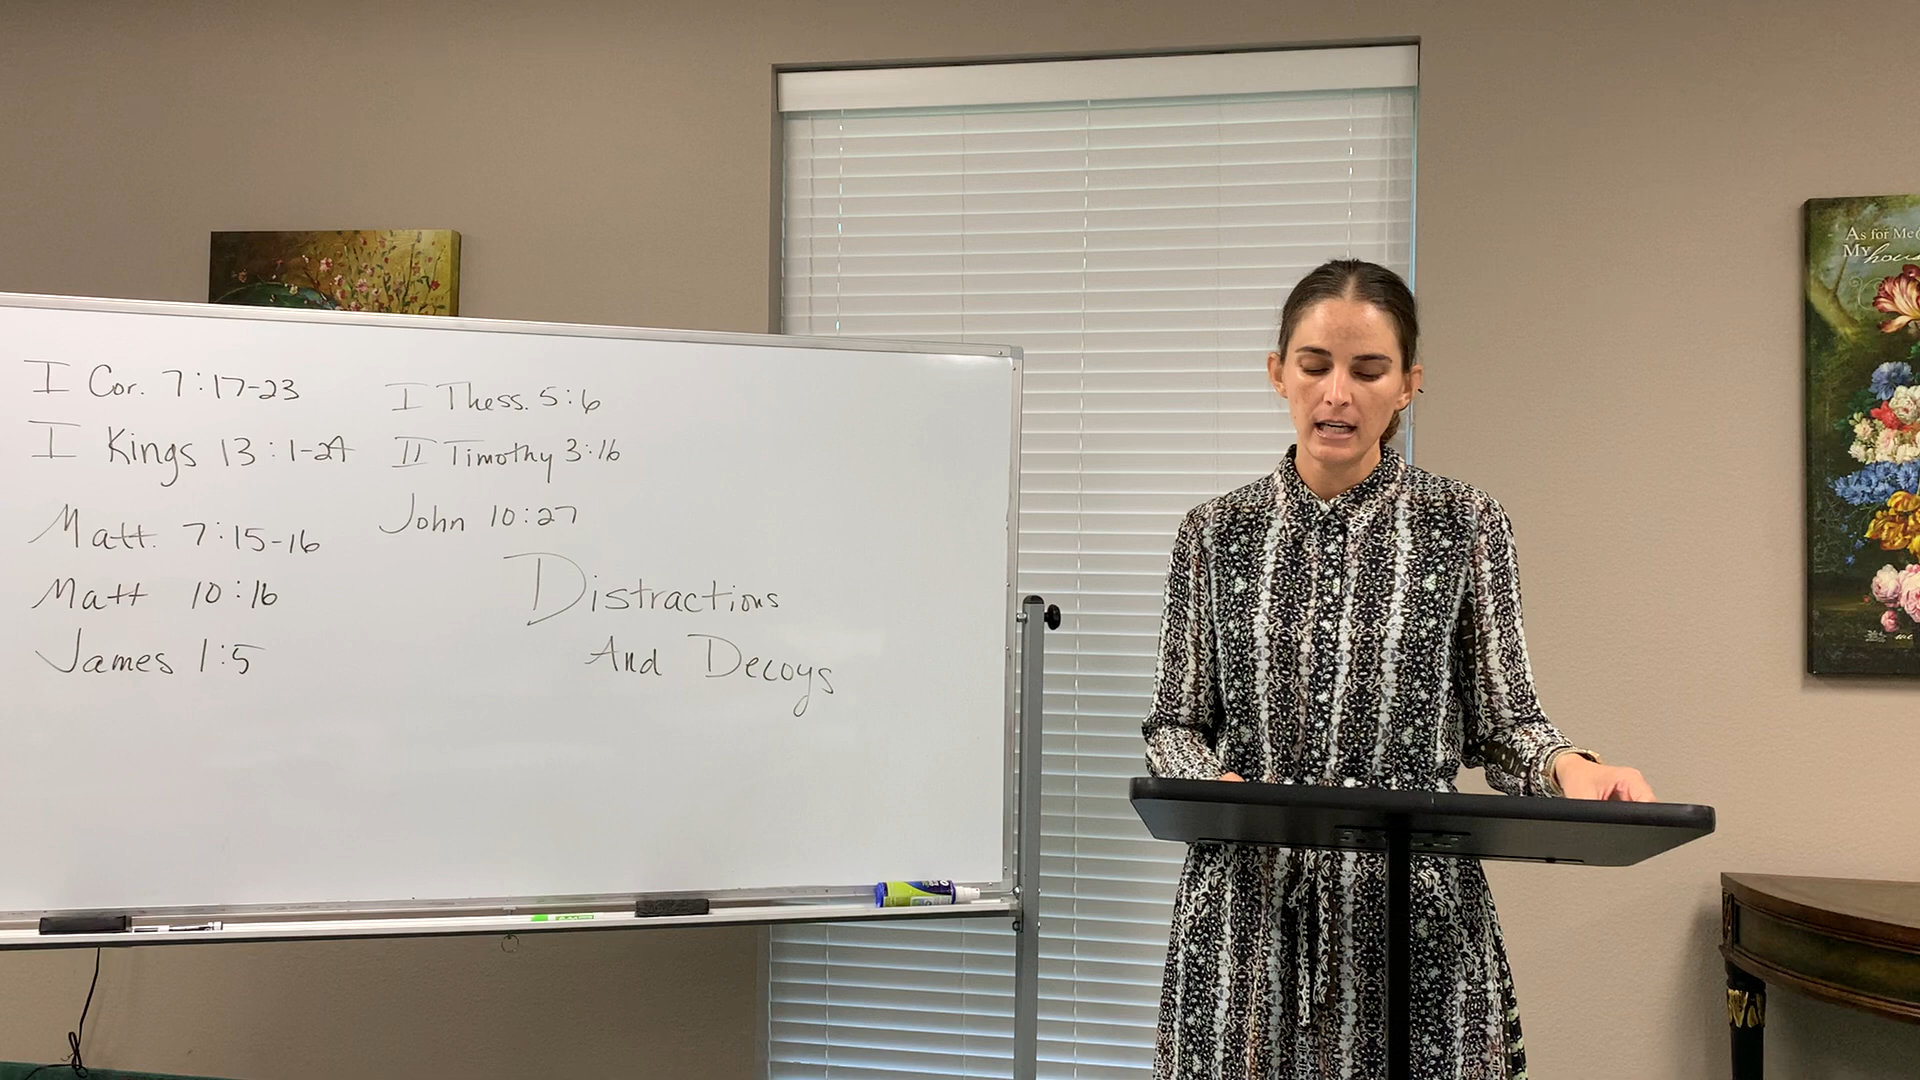 I Cor. 7:17-23
I Kings 13:1-24
Matt. 7:15-16
Matt 10:16
James 1:5
I Thess. 5:6
II Timothy 3:16
John 10:27
Distractions
And Decoys
As for Me
My hous